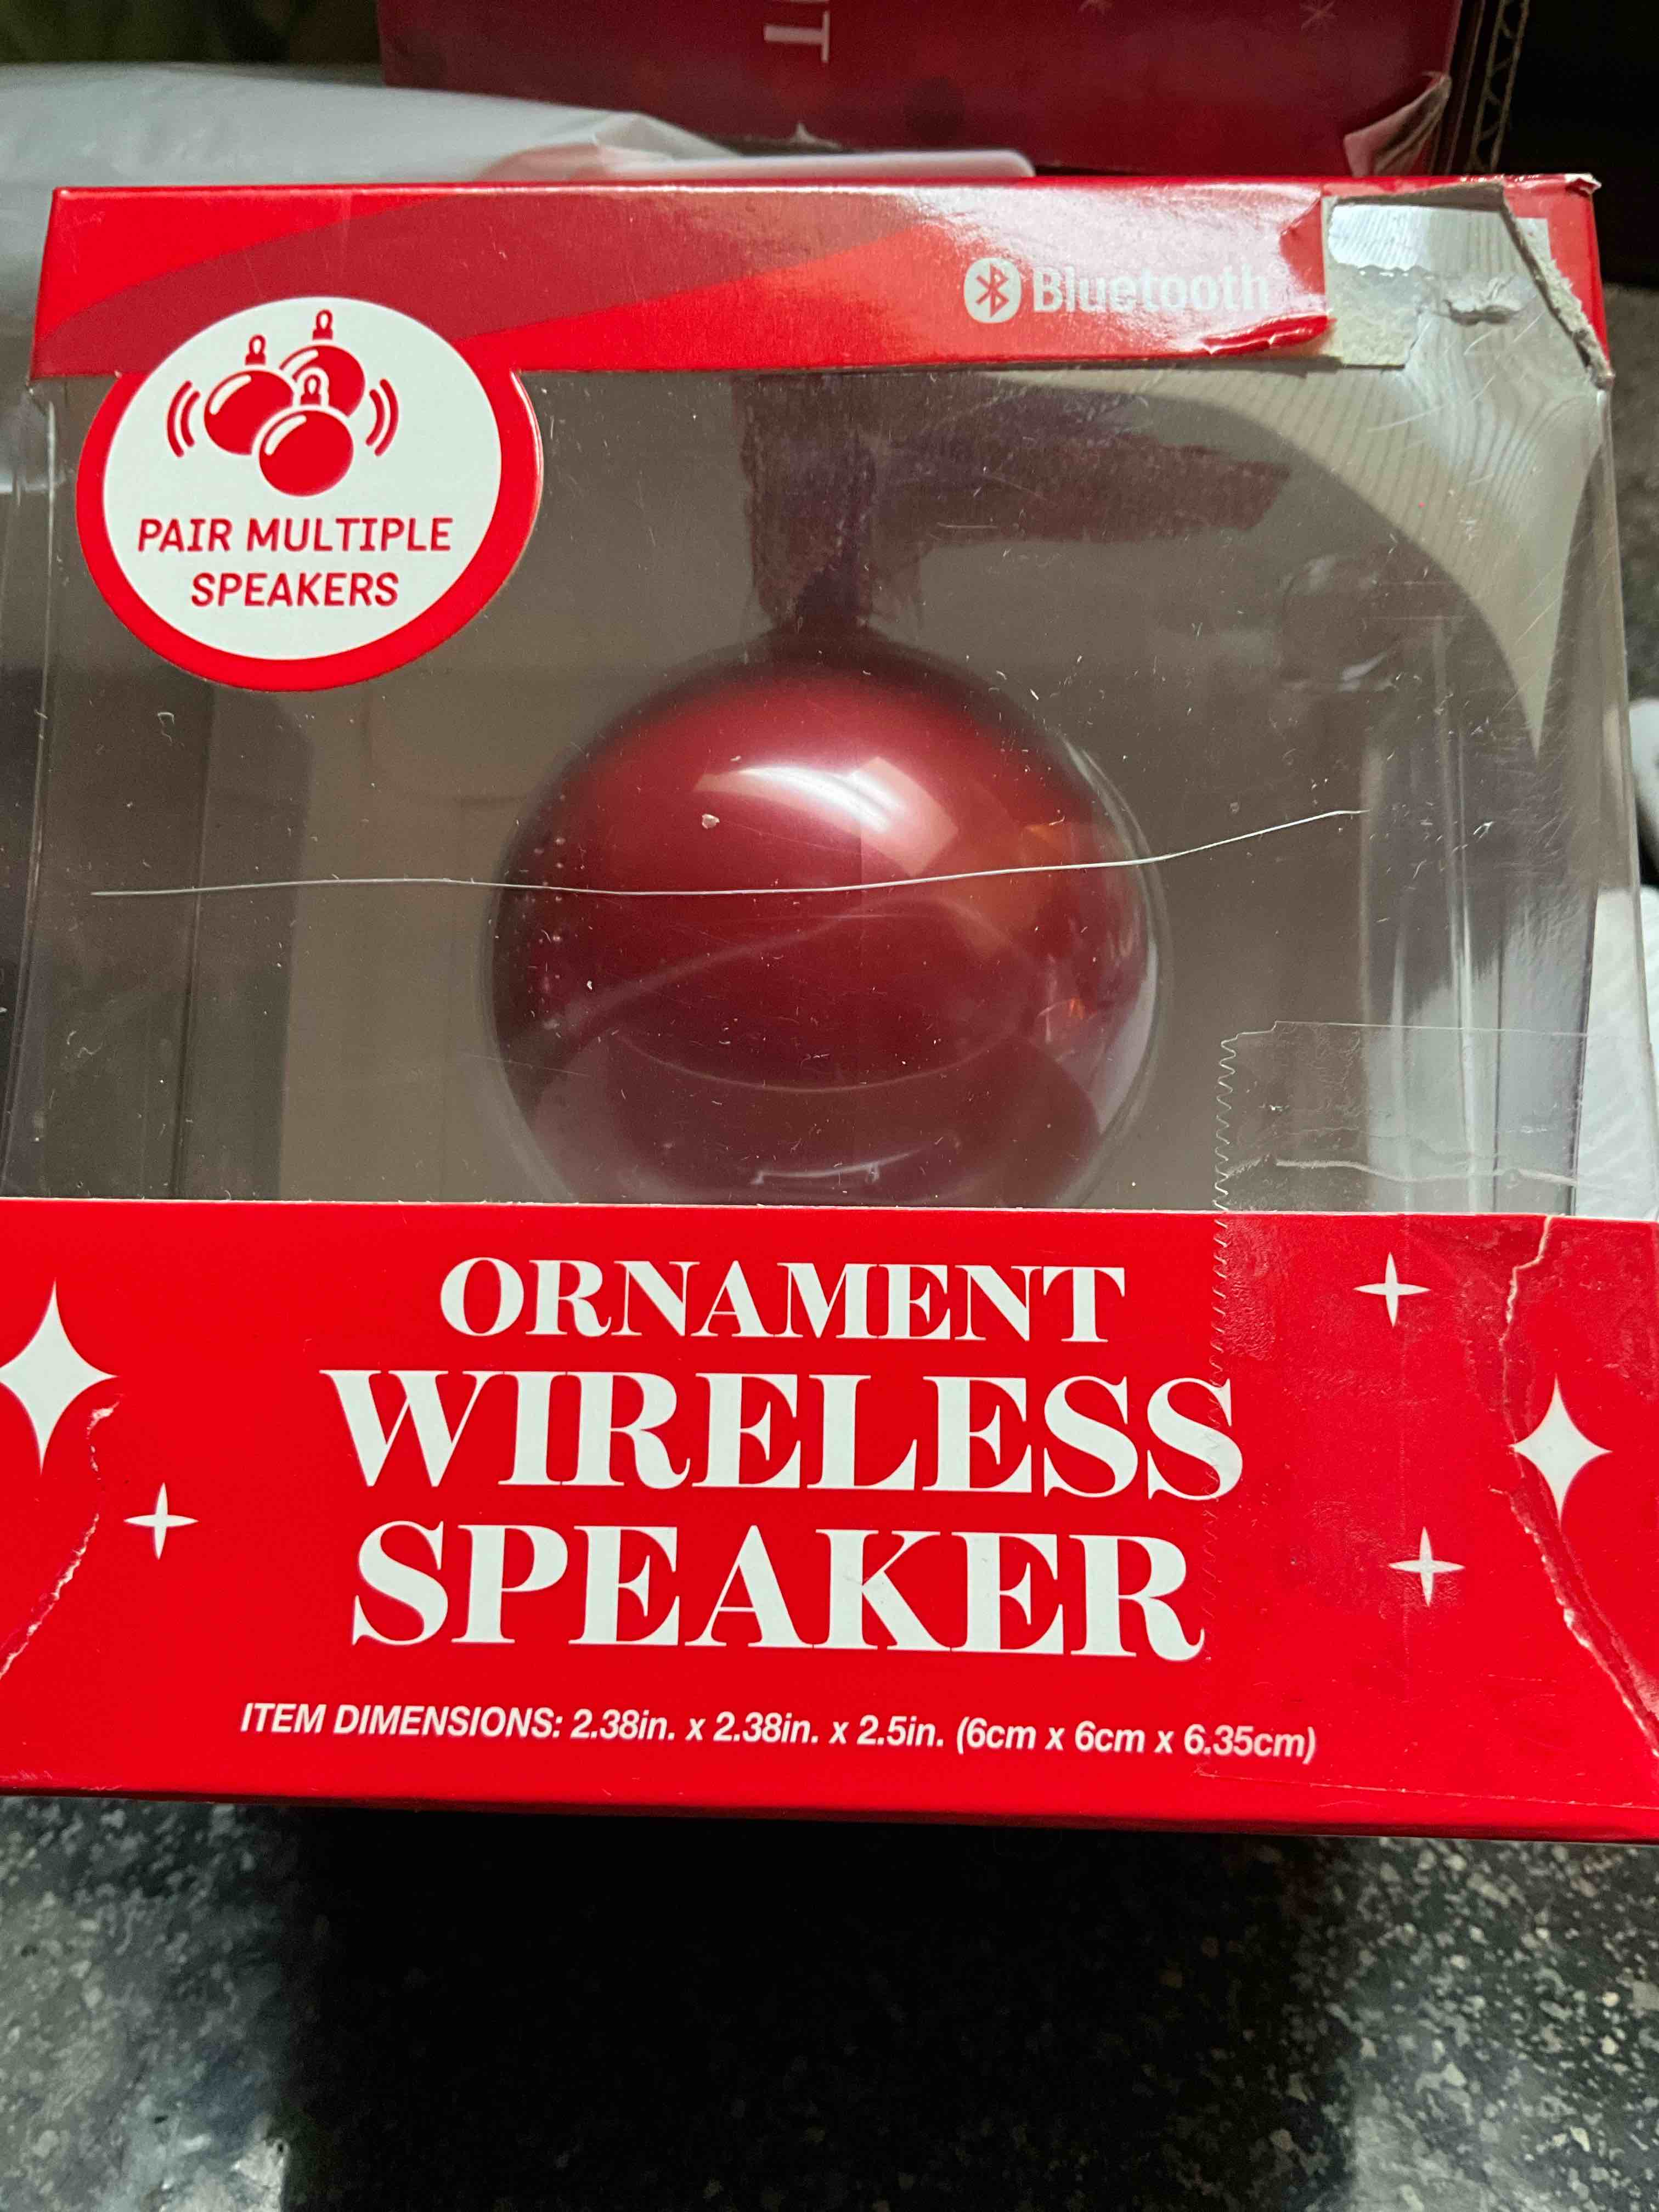 Bluetooth
PAIR MULTIPLE
SPEAKERS
ORNAMENT
WIRELESS
SPEAKER
ITEM DIMENSIONS: 2.38in. x 2.38in. x 2.5in. (6cm x 6cm x 6.35cm)